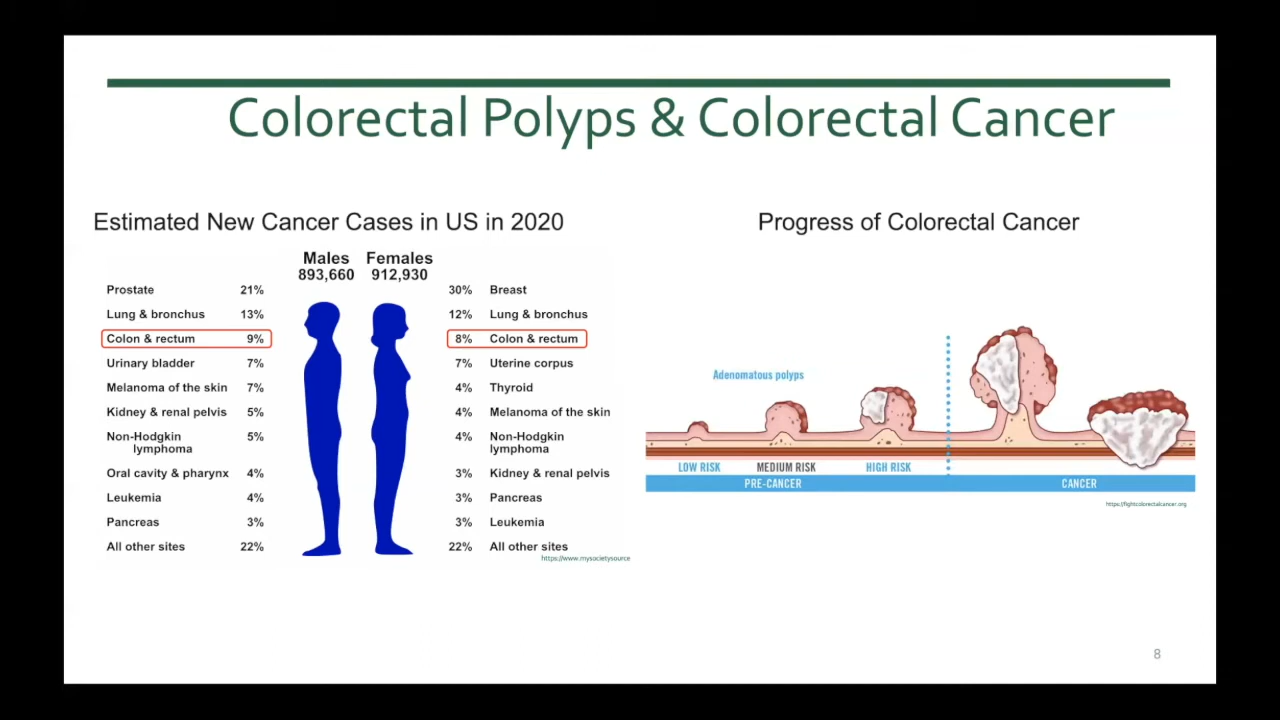 Colorectal Polyps & Colorectal Cancer
Estimated New Cancer Cases in US in 2020
Males Females
893,660 912,930
Prostate 21%
Lung & bronchus 13%
Colon & rectum 9%
Urinary bladder 7%
Melanoma of the skin 7%
Kidney & renal pelvis 5%
Non-Hodgkin 5%
lymphoma
Oral cavity & pharynx 4%
Leukemia 4%
Pancreas 3%
All other sites 22%
30% Breast
12% Lung & bronchus
8% Colon & rectum
7% Uterine corpus
4% Thyroid
4% Melanoma of the skin
4% Non-Hodgkin
lymphoma
3% Kidney & renal pelvis
3% Pancreas
3% Leukemia
22% All other sites
https://www.mysocietysource
Progress of Colorectal Cancer
Adenomatous polyps
LOW RISK MEDIUM RISK HIGH RISK
PRE-CANCER CANCER
https://fightcolorectalcancer.org
8